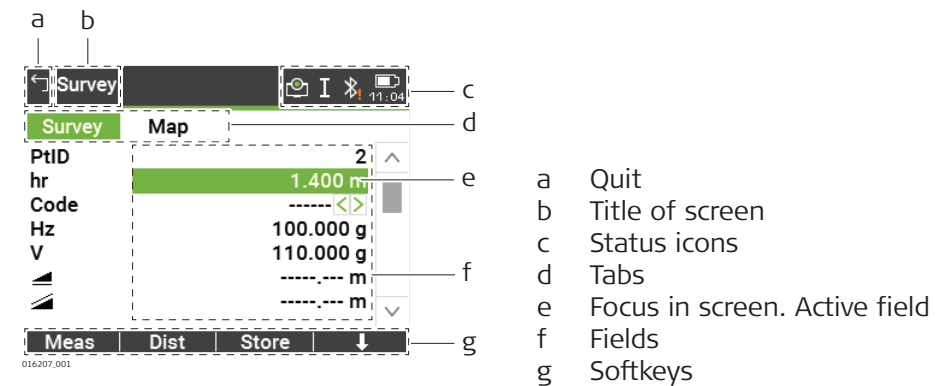 a b
Survey
I
11:04
c
Survey Map
d
PtID 2
hr 1.400 m
e
Code ------ < >
Hz 100.000 g
V 110.000 g
-----.--- m
f
-----.--- m
Meas Dist Store
g
016207_001
a Quit
b Title of screen
c Status icons
d Tabs
e Focus in screen. Active field
f Fields
g Softkeys